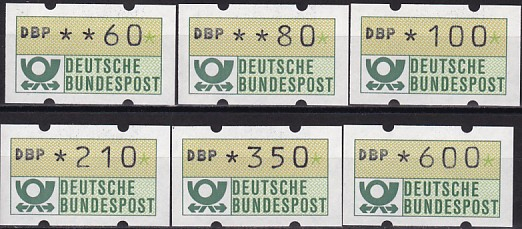 DBP **60*
DEUTSCHE
BUNDESPOST
DBP **80*
DEUTSCHE
BUNDESPOST
DBP *100*
DEUTSCHE
BUNDESPOST
DBP *210*
DEUTSCHE
BUNDESPOST
DBP *350*
DEUTSCHE
BUNDESPOST
DBP *600*
DEUTSCHE
BUNDESPOST